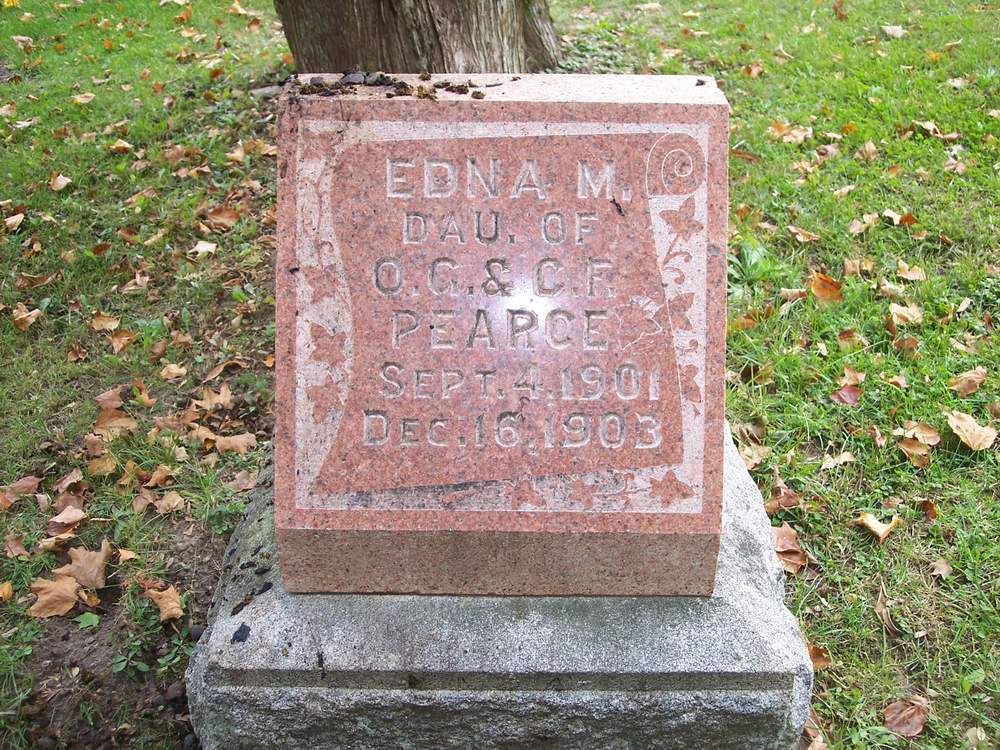 EDNA M.
DAU. OF
O.G. & C.F.
PEARCE
SEPT. 4. 1901
DEC. 16. 1903